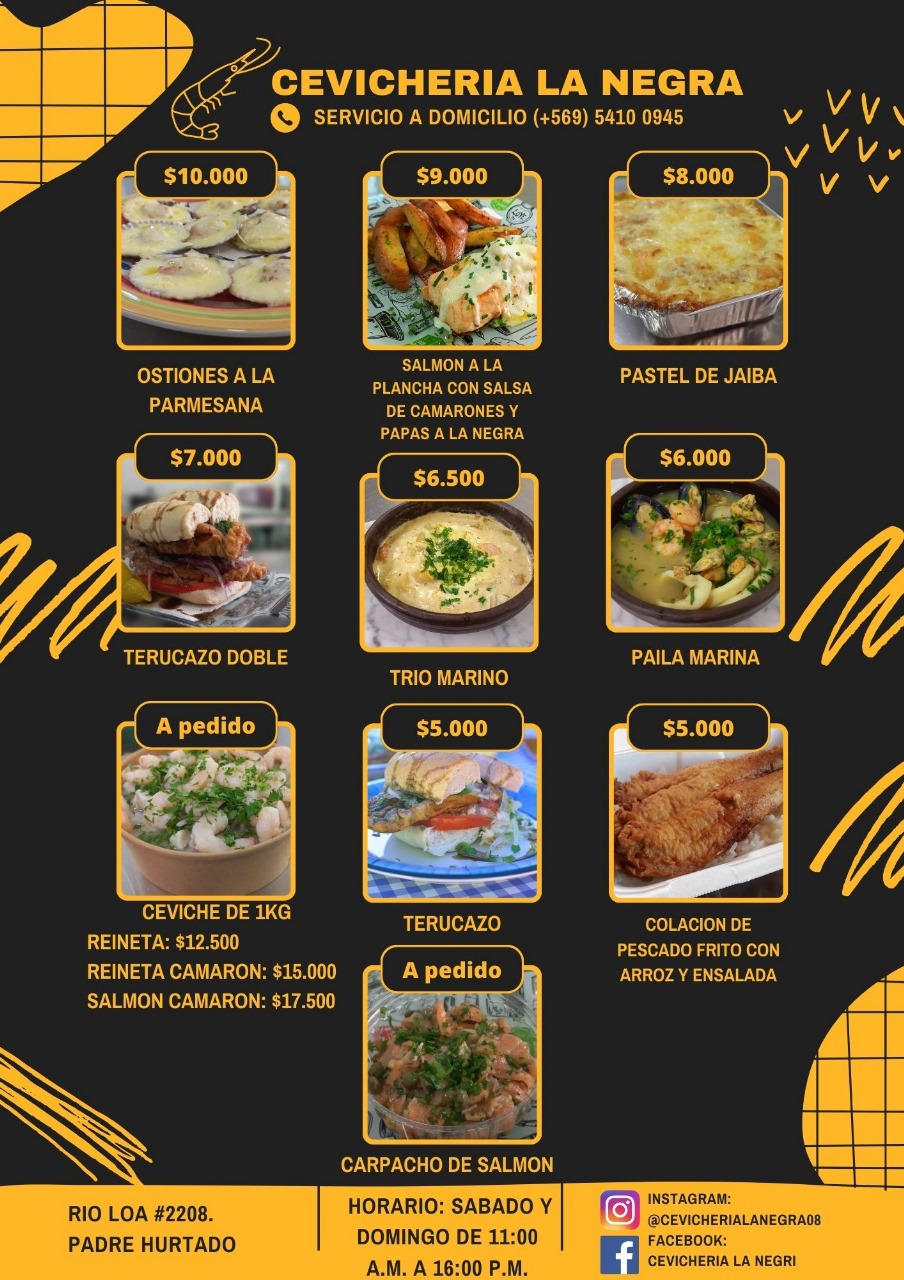 CEVICHERIA LA NEGRA
SERVICIO A DOMICILIO (+569) 5410 0945
$10.000
OSTIONES A LA
PARMESANA
$9.000
SALMON A LA
PLANCHA CON SALSA
DE CAMARONES Y
PAPAS A LA NEGRA
$8.000
PASTEL DE JAIBA
$7.000
TERUCAZO DOBLE
$6.500
TRIO MARINO
$6.000
PAILA MARINA
A pedido
CEVICHE DE 1KG
REINETA: $12.500
REINETA CAMARON: $15.000
SALMON CAMARON: $17.500
$5.000
TERUCAZO
$5.000
COLACION DE
PESCADO FRITO CON
ARROZ Y ENSALADA
A pedido
CARPACHO DE SALMON
RIO LOA #2208.
PADRE HURTADO
HORARIO: SABADO Y
DOMINGO DE 11:00
A.M. A 16:00 P.M.
INSTAGRAM:
@CEVICHERIALANEGRA08
FACEBOOK:
CEVICHERIA LA NEGRI